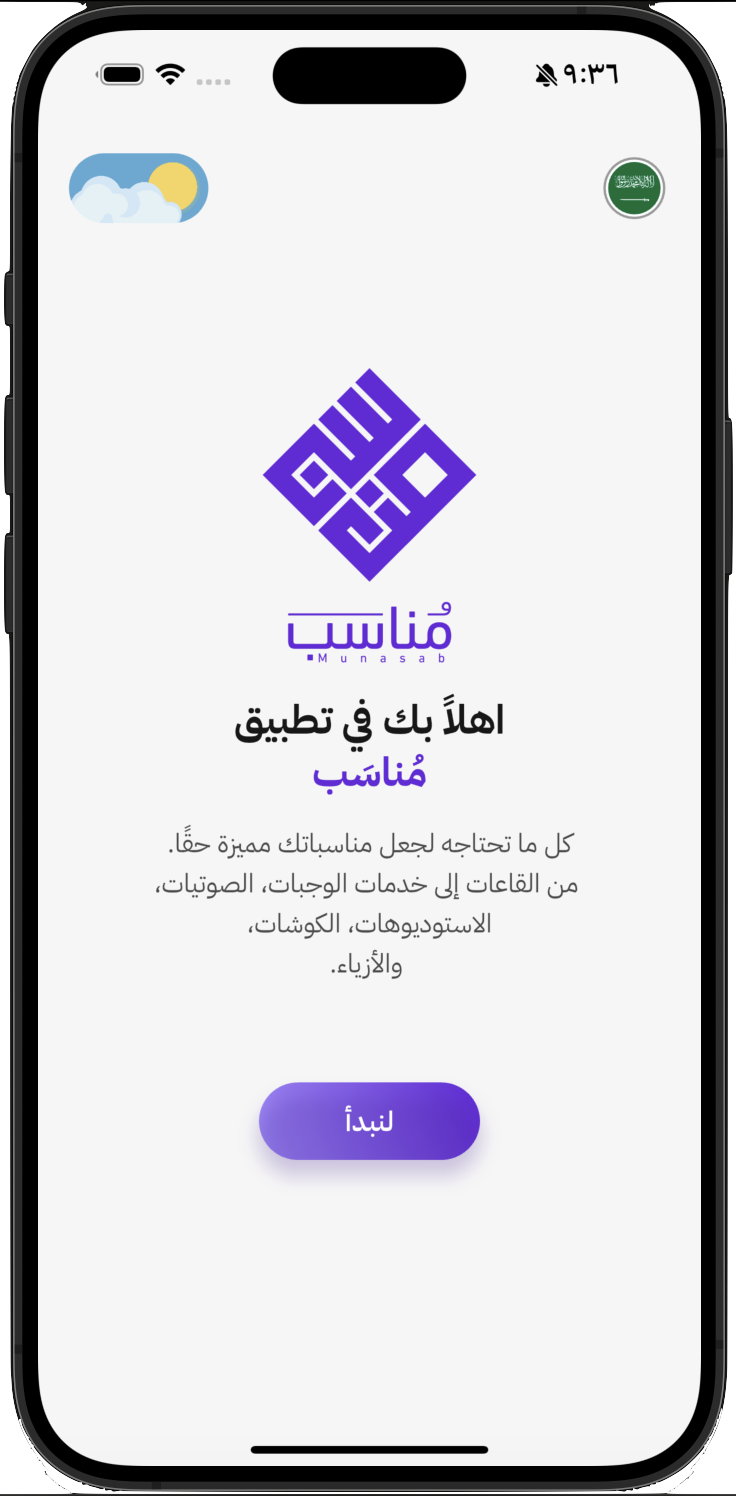 ٩:٣٦
مُناسب
Munasab
اهلاً بك في تطبيق
مُناسَب
كل ما تحتاجه لجعل مناسباتك مميزة حقًا.
من القاعات إلى خدمات الوجبات، الصوتيات،
الاستوديوهات، الكوشات،
والأزياء.
لنبدأ